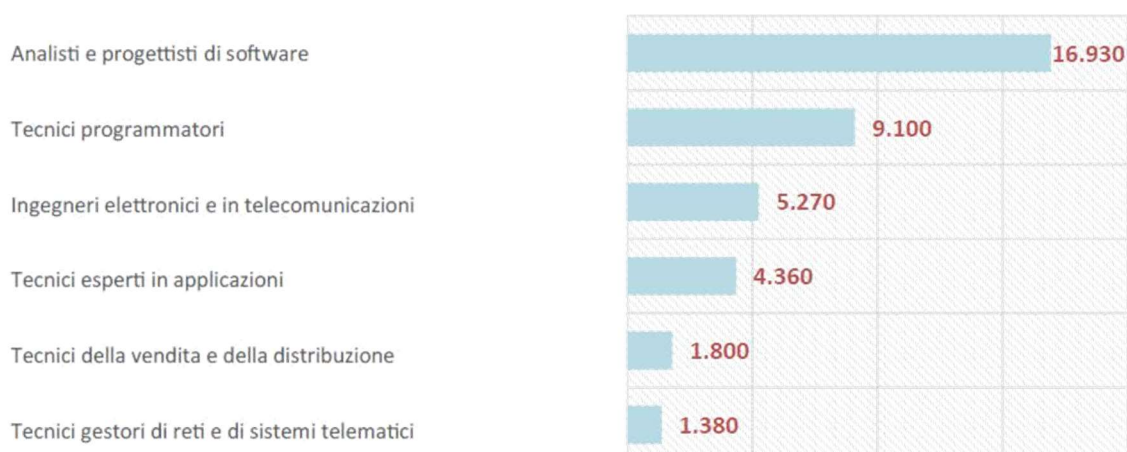 Analisti e progettisti di software 16.930
Tecnici programmatori 9.100
Ingegneri elettronici e in telecomunicazioni 5.270
Tecnici esperti in applicazioni 4.360
Tecnici della vendita e della distribuzione 1.800
Tecnici gestori di reti e di sistemi telematici 1.380